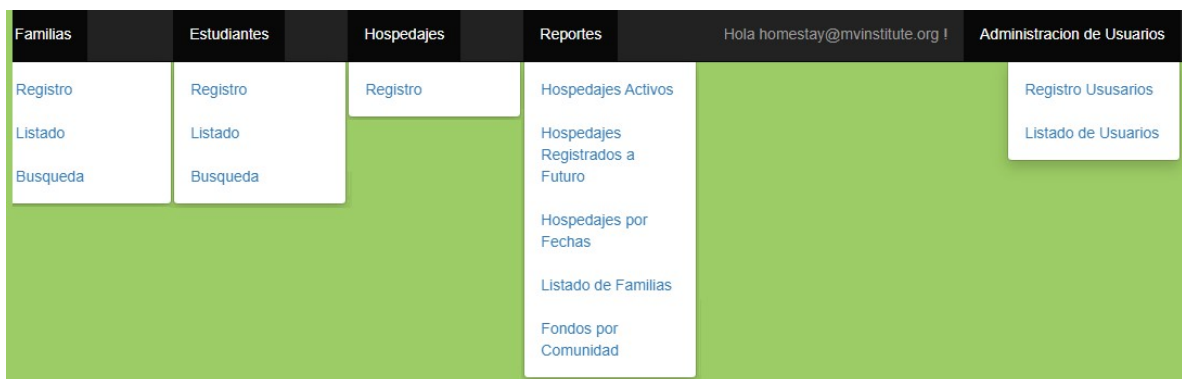 Familias
Estudiantes
Hospedajes
Reportes
Hola homestay@mvinstitute.org !
Administracion de Usuarios
Registro
Listado
Busqueda
Registro
Listado
Busqueda
Registro
Hospedajes Activos
Hospedajes
Registrados a
Futuro
Hospedajes por
Fechas
Listado de Familias
Fondos por
Comunidad
Registro Ususarios
Listado de Usuarios